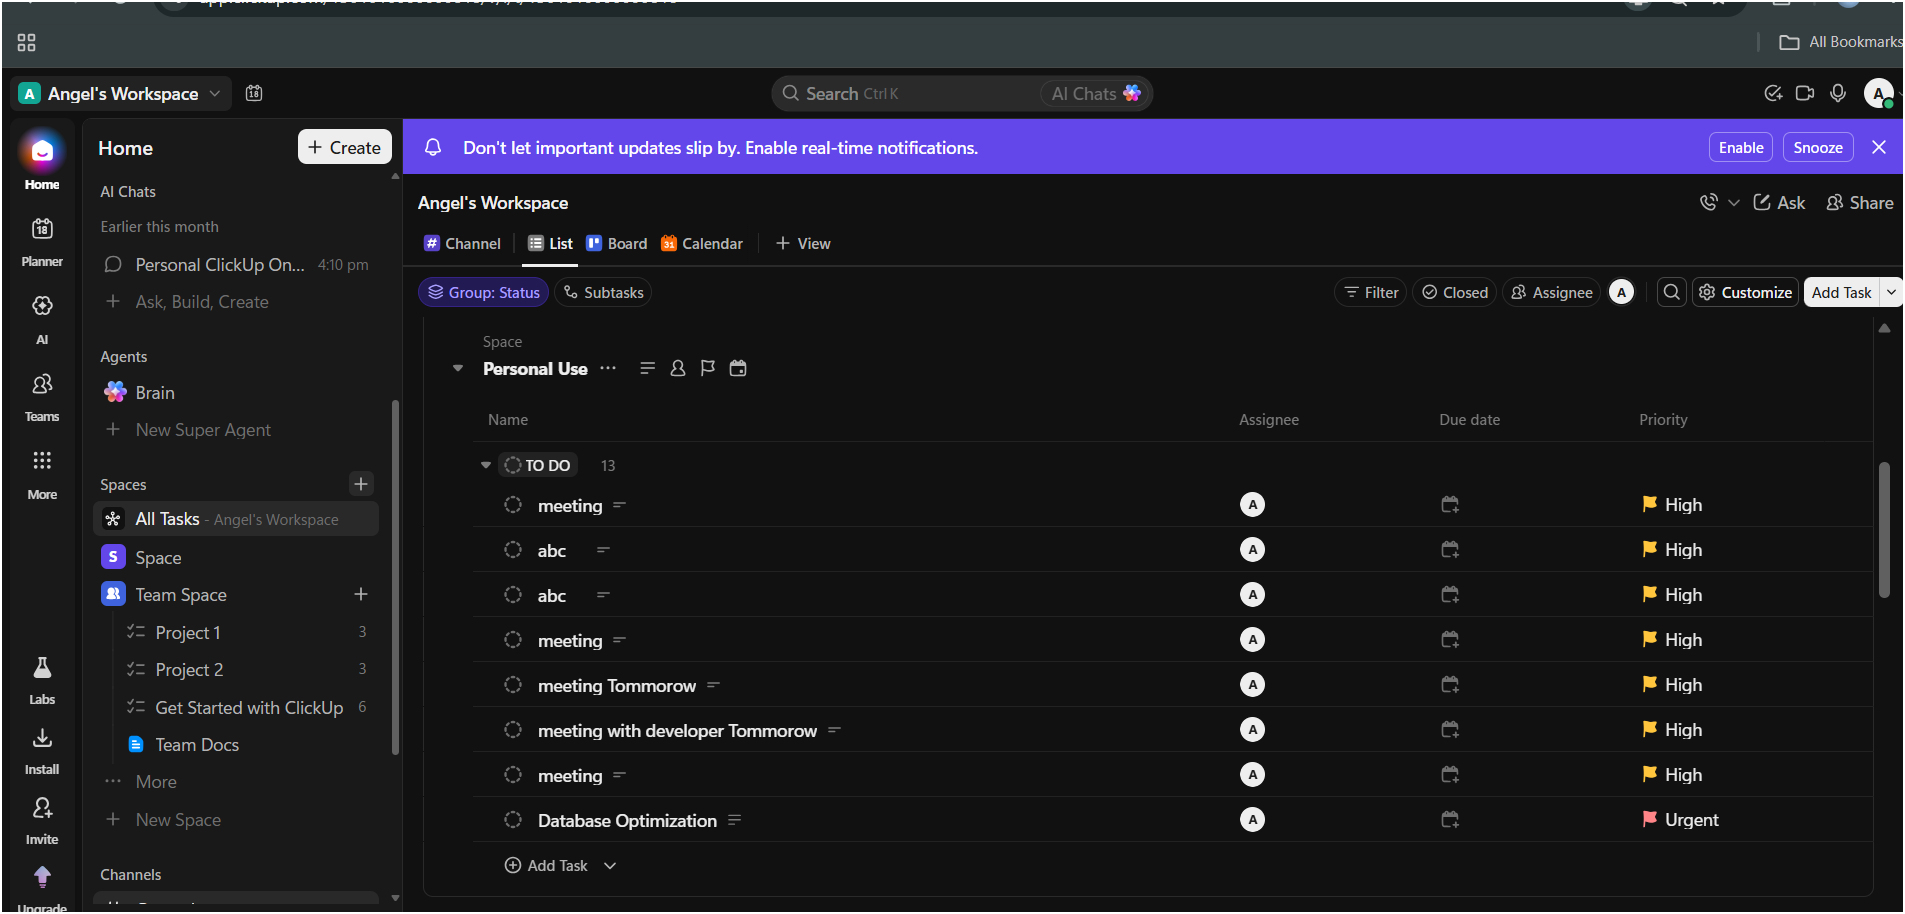 All Bookmarks
A Angel's Workspace
18
Search Ctrl K
AI Chats
A
Home
Create
Don't let important updates slip by. Enable real-time notifications.
Enable
Snooze
Home
AI Chats
Earlier this month
Personal ClickUp On... 4:10 pm
Ask, Build, Create
18
Planner
AI
Teams
More
Labs
Install
Invite
Upgrade
Agents
Brain
New Super Agent
Spaces
All Tasks - Angel's Workspace
S Space
Team Space
Project 1 3
Project 2 3
Get Started with ClickUp 6
Team Docs
More
New Space
Channels
Angel's Workspace
Ask
Share
# Channel
List
Board
31 Calendar
View
Group: Status
Subtasks
Filter
Closed
Assignee
A
Customize
Add Task
Space
Personal Use
Name Assignee Due date Priority
TO DO 13
meeting A High
abc A High
abc A High
meeting A High
meeting Tommorow A High
meeting with developer Tommorow A High
meeting A High
Database Optimization A Urgent
Add Task